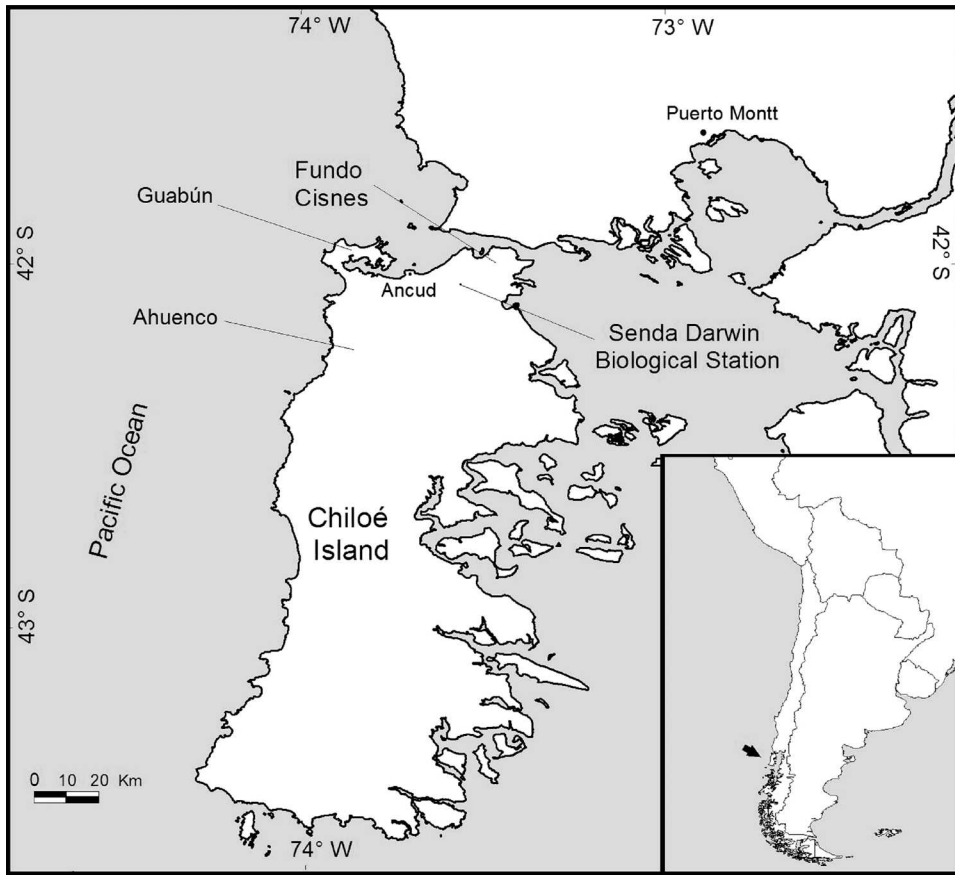 74° W
73° W
Puerto Montt
Fundo
Cisnes
Guabún
42° S
42° S
Ancud
Ahuenco
Senda Darwin
Biological Station
Pacific Ocean
Chiloé
Island
43° S
0 10 20 Km
74° W